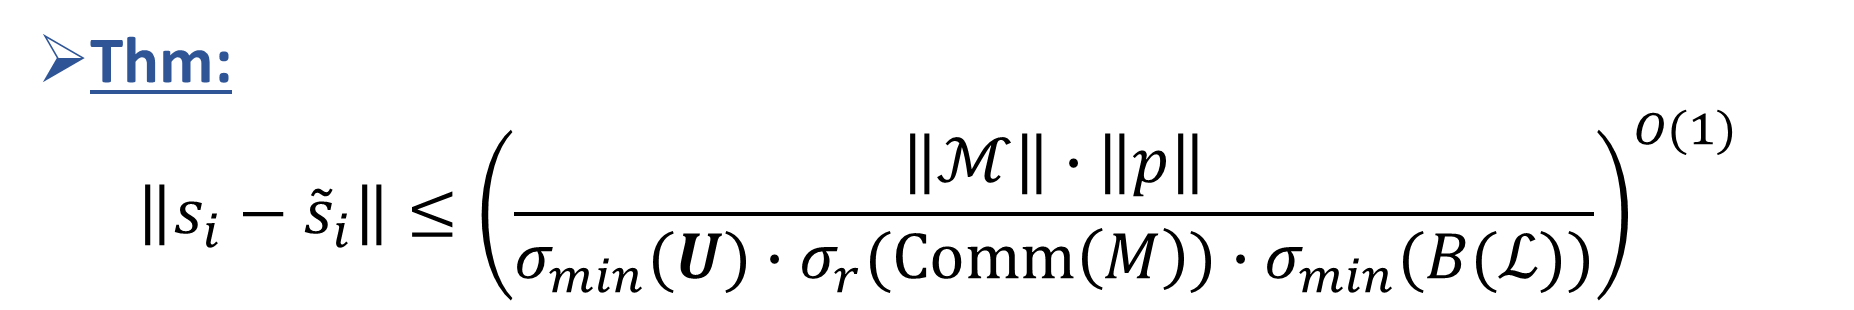 ➢Thm:
‖s_i − s̃_i‖ ≤ ( (‖ℳ‖ · ‖p‖) / (σ_min(𝑼) · σ_r(Comm(M)) · σ_min(B(ℒ))) )^{O(1)}